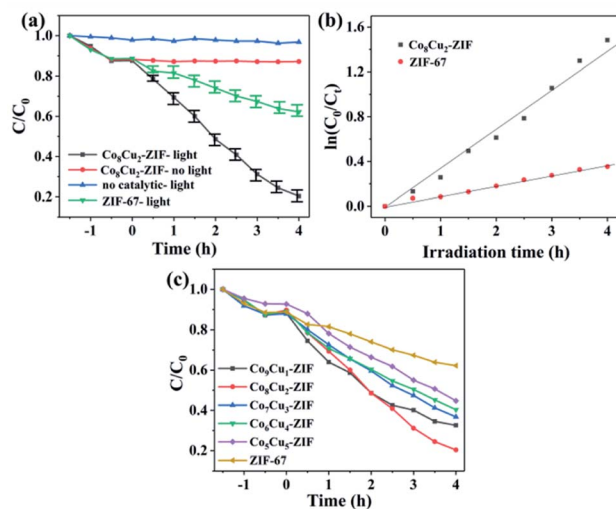 (a)
1.0
0.8
0.6
0.4
0.2
C/C₀
Co₈Cu₂-ZIF- light
Co₈Cu₂-ZIF- no light
no catalytic- light
ZIF-67- light
-1 0 1 2 3 4
Time (h)
(b)
1.8
1.2
0.6
0.0
ln(C₀/Cₜ)
Co₈Cu₂-ZIF
ZIF-67
0 1 2 3 4
Irradiation time (h)
(c)
1.0
0.8
0.6
0.4
0.2
C/C₀
Co₉Cu₁-ZIF
Co₈Cu₂-ZIF
Co₇Cu₃-ZIF
Co₆Cu₄-ZIF
Co₅Cu₅-ZIF
ZIF-67
-1 0 1 2 3 4
Time (h)